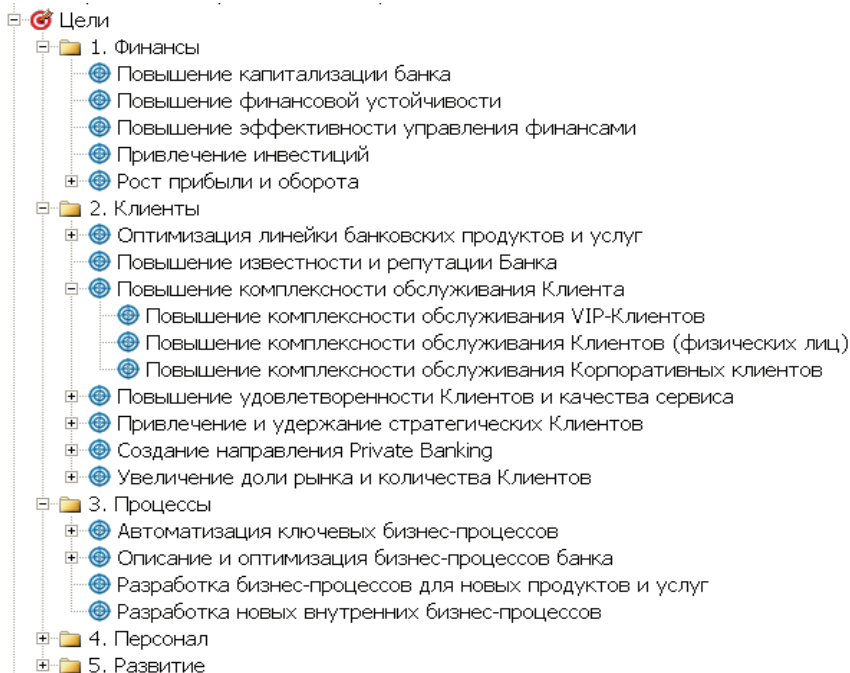 Цели
1. Финансы
Повышение капитализации банка
Повышение финансовой устойчивости
Повышение эффективности управления финансами
Привлечение инвестиций
Рост прибыли и оборота
2. Клиенты
Оптимизация линейки банковских продуктов и услуг
Повышение известности и репутации Банка
Повышение комплексности обслуживания Клиента
Повышение комплексности обслуживания VIP-Клиентов
Повышение комплексности обслуживания Клиентов (физических лиц)
Повышение комплексности обслуживания Корпоративных клиентов
Повышение удовлетворенности Клиентов и качества сервиса
Привлечение и удержание стратегических Клиентов
Создание направления Private Banking
Увеличение доли рынка и количества Клиентов
3. Процессы
Автоматизация ключевых бизнес-процессов
Описание и оптимизация бизнес-процессов банка
Разработка бизнес-процессов для новых продуктов и услуг
Разработка новых внутренних бизнес-процессов
4. Персонал
5. Развитие